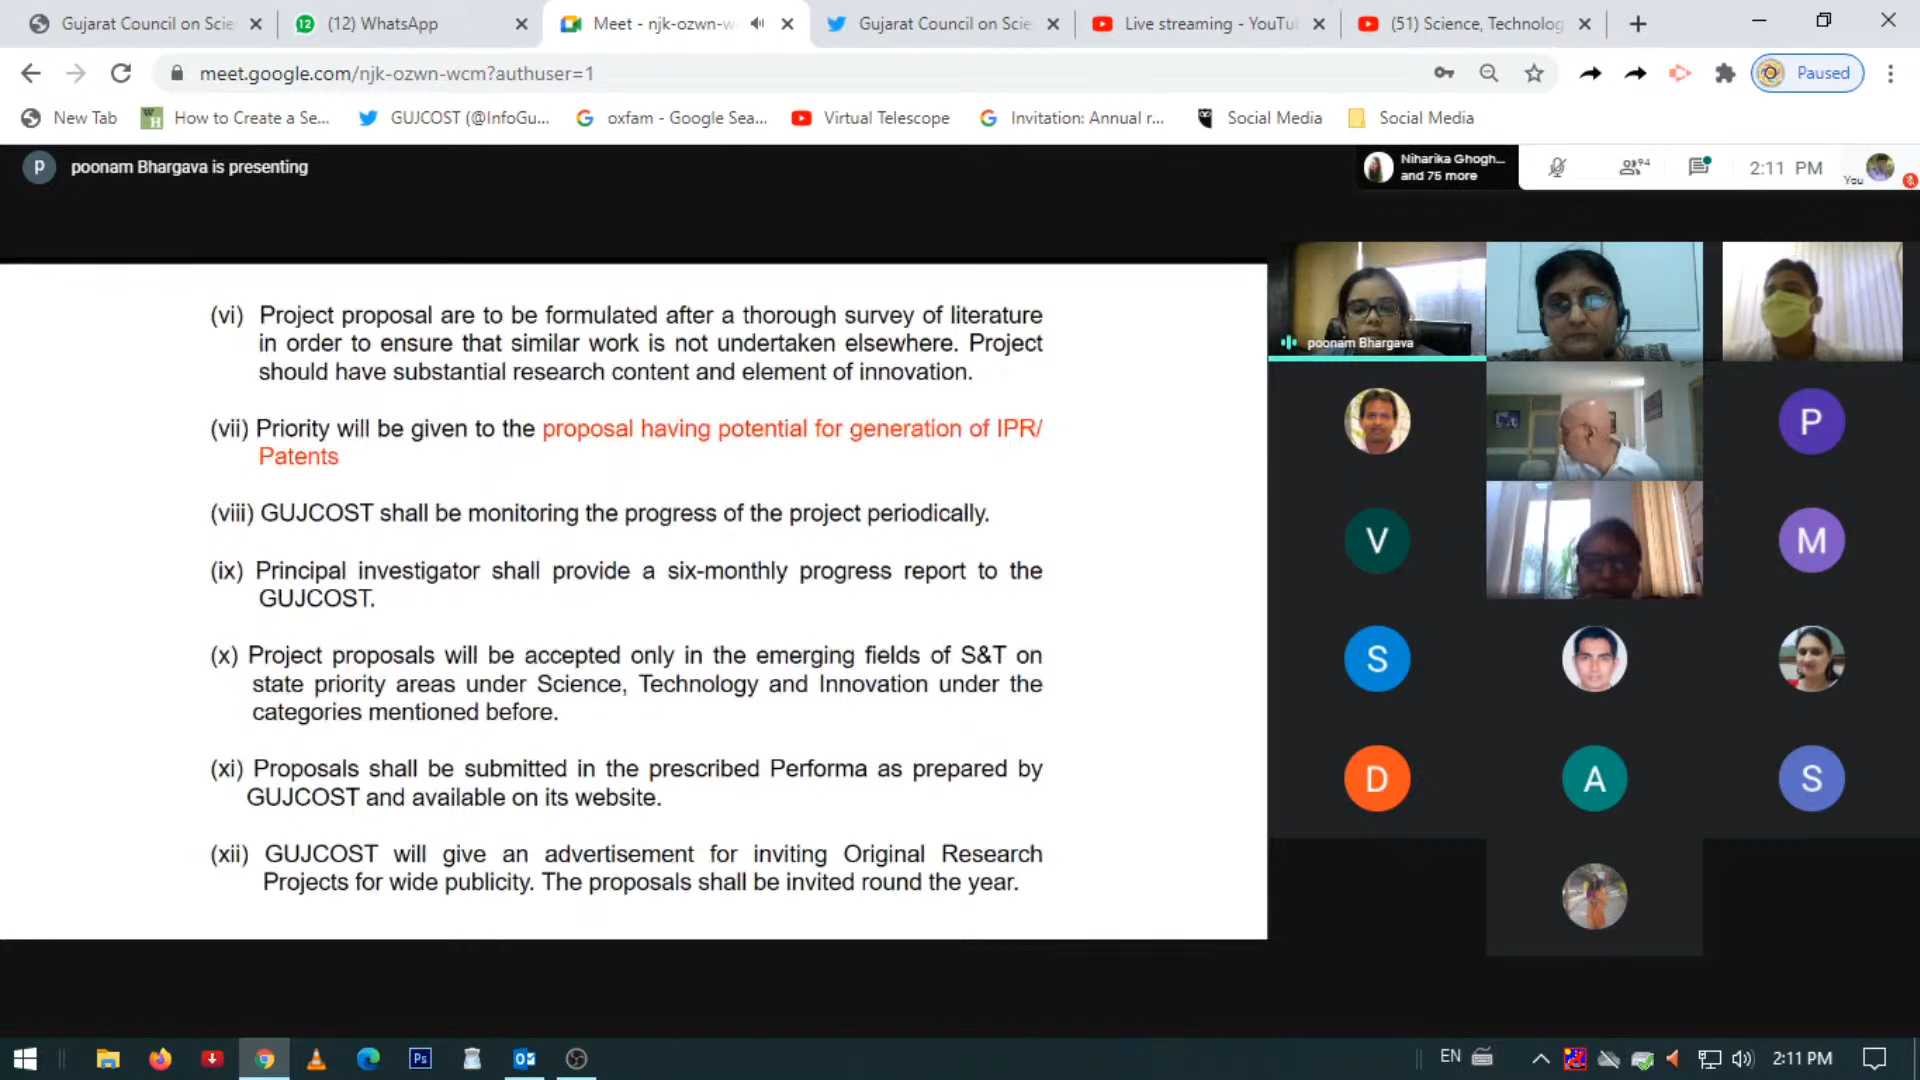 Gujarat Council on Scie
(12) WhatsApp
Meet - njk-ozwn-w
Gujarat Council on Scie
Live streaming - YouTu
(51) Science, Technolog
meet.google.com/njk-ozwn-wcm?authuser=1
Paused
New Tab
How to Create a Se...
GUJCOST (@InfoGu...
oxfam - Google Sea...
Virtual Telescope
Invitation: Annual r...
Social Media
Social Media
P
poonam Bhargava is presenting
Niharika Ghogh...
and 75 more
94
2:11 PM
You
(vi) Project proposal are to be formulated after a thorough survey of literature
in order to ensure that similar work is not undertaken elsewhere. Project
should have substantial research content and element of innovation.
(vii) Priority will be given to the proposal having potential for generation of IPR/
Patents
(viii) GUJCOST shall be monitoring the progress of the project periodically.
(ix) Principal investigator shall provide a six-monthly progress report to the
GUJCOST.
(x) Project proposals will be accepted only in the emerging fields of S&T on
state priority areas under Science, Technology and Innovation under the
categories mentioned before.
(xi) Proposals shall be submitted in the prescribed Performa as prepared by
GUJCOST and available on its website.
(xii) GUJCOST will give an advertisement for inviting Original Research
Projects for wide publicity. The proposals shall be invited round the year.
poonam Bhargava
P
V
M
S
D
A
S
Ps
EN
2:11 PM